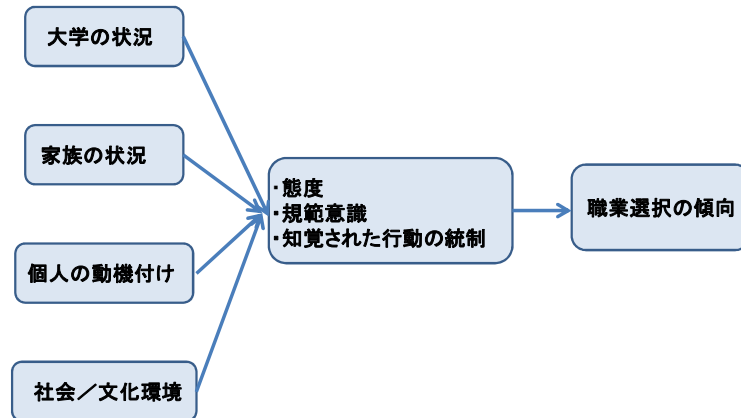 大学の状況
家族の状況
個人の動機付け
社会／文化環境
・態度
・規範意識
・知覚された行動の統制
職業選択の傾向